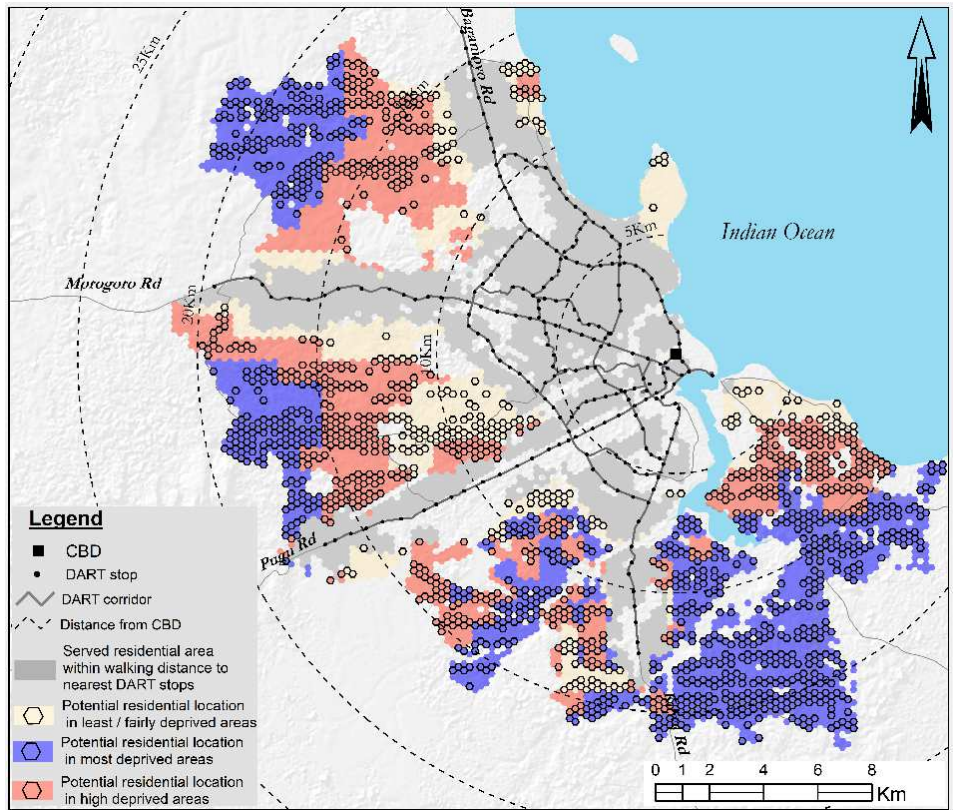 25Km
Bagamoyo Rd
5Km
Indian Ocean
Morogoro Rd
20Km
10Km
Legend
CBD
DART stop
DART corridor
Distance from CBD
Served residential area
within walking distance to
nearest DART stops
Potential residential location
in least / fairly deprived areas
Potential residential location
in most deprived areas
Potential residential location
in high deprived areas
Pugu Rd
Rd
0 1 2 4 6 8
Km